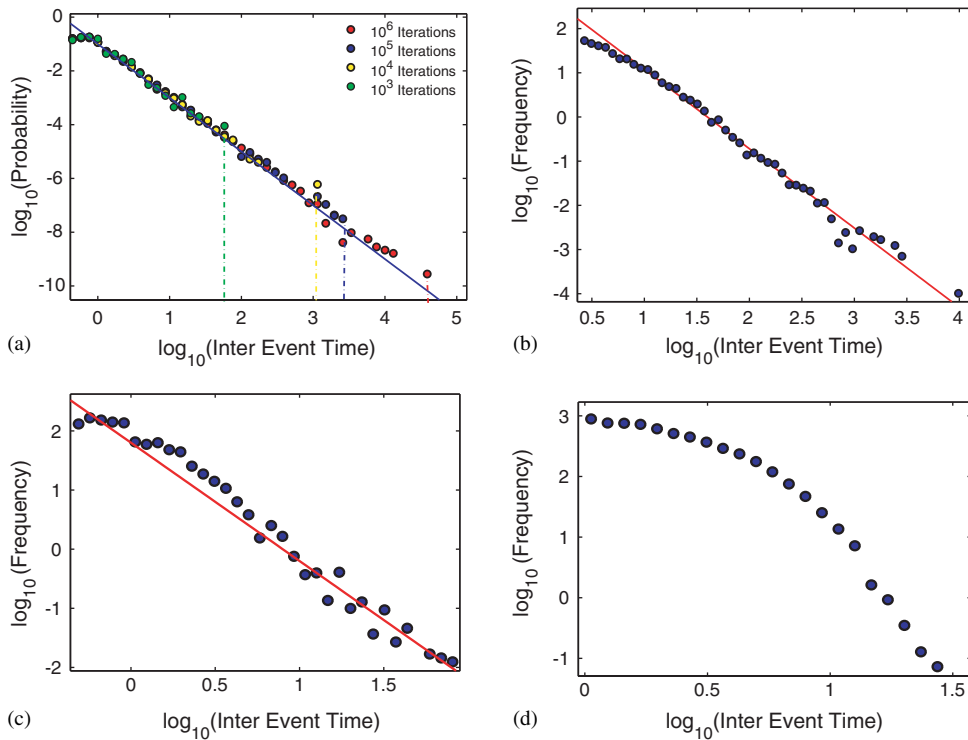 0
-2
-4
-6
-8
-10
log10(Probability)
10^6 Iterations
10^5 Iterations
10^4 Iterations
10^3 Iterations
0 1 2 3 4 5
(a) log10(Inter Event Time)
2
1
0
-1
-2
-3
-4
log10(Frequency)
0.5 1 1.5 2 2.5 3 3.5 4
(b) log10(Inter Event Time)
2
1
0
-1
-2
log10(Frequency)
0 0.5 1 1.5
(c) log10(Inter Event Time)
3
2
1
0
-1
log10(Frequency)
0 0.5 1 1.5
(d) log10(Inter Event Time)